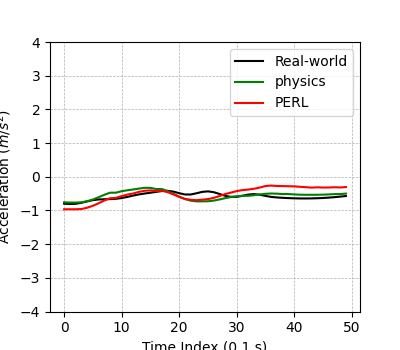 Real-world
physics
PERL
Acceleration (m/s²)
4
3
2
1
0
−1
−2
−3
−4
0 10 20 30 40 50
Time Index (0.1 s)